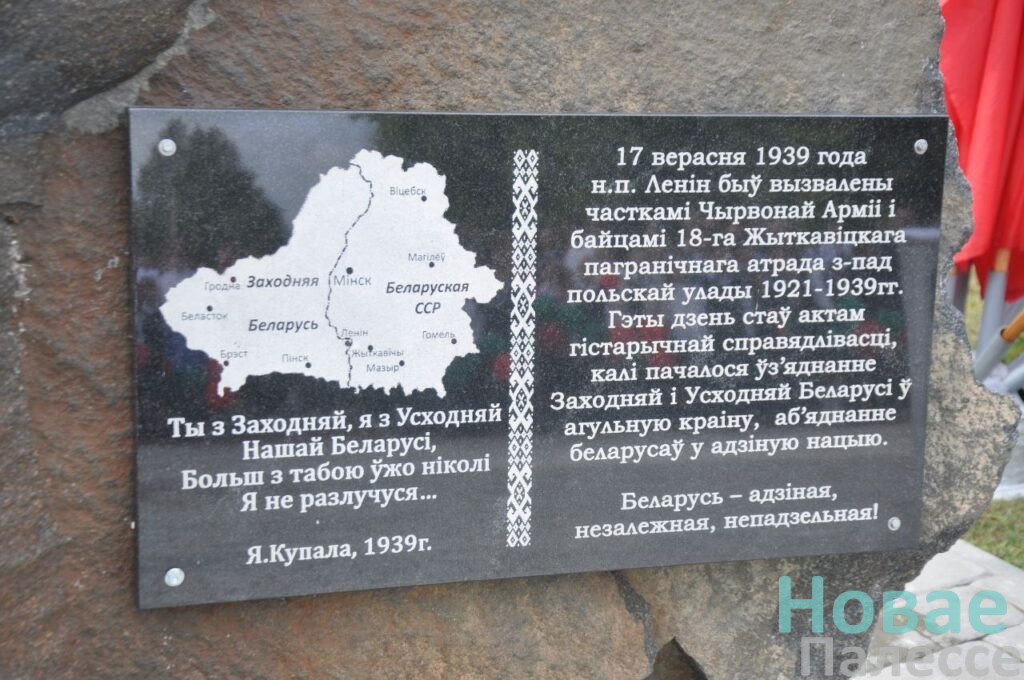 Віцебск
Магілёў
Гродна
Заходняя
Мінск
Беларуская
ССР
Беласток
Беларусь
Ленін
Гомель
Брэст
Пінск
Жыткавічы
Мазыр
Ты з Заходняй, я з Усходняй
Нашай Беларусі,
Больш з табою ўжо ніколі
Я не разлучуся...
Я.Купала, 1939г.
17 верасня 1939 года
н.п. Ленін быў вызвалены
часткамі Чырвонай Арміі і
байцамі 18-га Жыткавіцкага
пагранічнага атрада з-пад
польскай улады 1921-1939гг.
Гэты дзень стаў актам
гістарычнай справядлівасці,
калі пачалося ўз'яднанне
Заходняй і Усходняй Беларусі ў
агульную краіну, аб'яднанне
беларусаў у адзіную нацыю.
Беларусь – адзіная,
незалежная, непадзельная!
Новае
Палессе